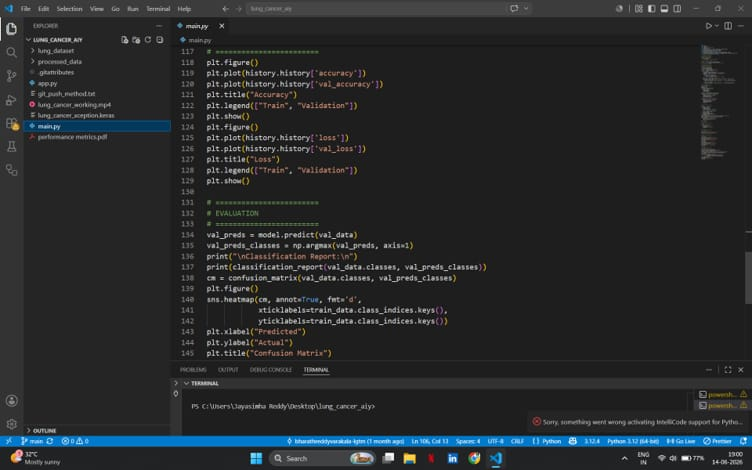 File Edit Selection View Go Run Terminal Help
lung_cancer_aiy
EXPLORER
LUNG_CANCER_AIY
lung_dataset
processed_data
.gitattributes
app.py
git_push_method.txt
lung_cancer_working.mp4
lung_cancer_xception.keras
main.py
performance metrics.pdf
OUTLINE
main.py
main.py
117 # ========================
118 plt.figure()
119 plt.plot(history.history['accuracy'])
120 plt.plot(history.history['val_accuracy'])
121 plt.title("Accuracy")
122 plt.legend(["Train", "Validation"])
123 plt.show()
124 plt.figure()
125 plt.plot(history.history['loss'])
126 plt.plot(history.history['val_loss'])
127 plt.title("Loss")
128 plt.legend(["Train", "Validation"])
129 plt.show()
130
131 # ========================
132 # EVALUATION
133 # ========================
134 val_preds = model.predict(val_data)
135 val_preds_classes = np.argmax(val_preds, axis=1)
136 print("\nClassification Report:\n")
137 print(classification_report(val_data.classes, val_preds_classes))
138 cm = confusion_matrix(val_data.classes, val_preds_classes)
139 plt.figure()
140 sns.heatmap(cm, annot=True, fmt='d',
141 xticklabels=train_data.class_indices.keys(),
142 yticklabels=train_data.class_indices.keys())
143 plt.xlabel("Predicted")
144 plt.ylabel("Actual")
145 plt.title("Confusion Matrix")
PROBLEMS OUTPUT DEBUG CONSOLE TERMINAL PORTS
TERMINAL
PS C:\Users\Jayasimha Reddy\Desktop\lung_cancer_aiy>
powersh...
powersh...
Sorry, something went wrong activating IntelliCode support for Pytho...
main 0 0 bharathreddyvarakala-kgtm (1 month ago) Ln 106, Col 13 Spaces: 4 UTF-8 CRLF Python 3.12.4 Python 3.12 (64-bit) Go Live Prettier
32°C
Mostly sunny
Search
ENG
IN
77%
19:00
14-06-2026